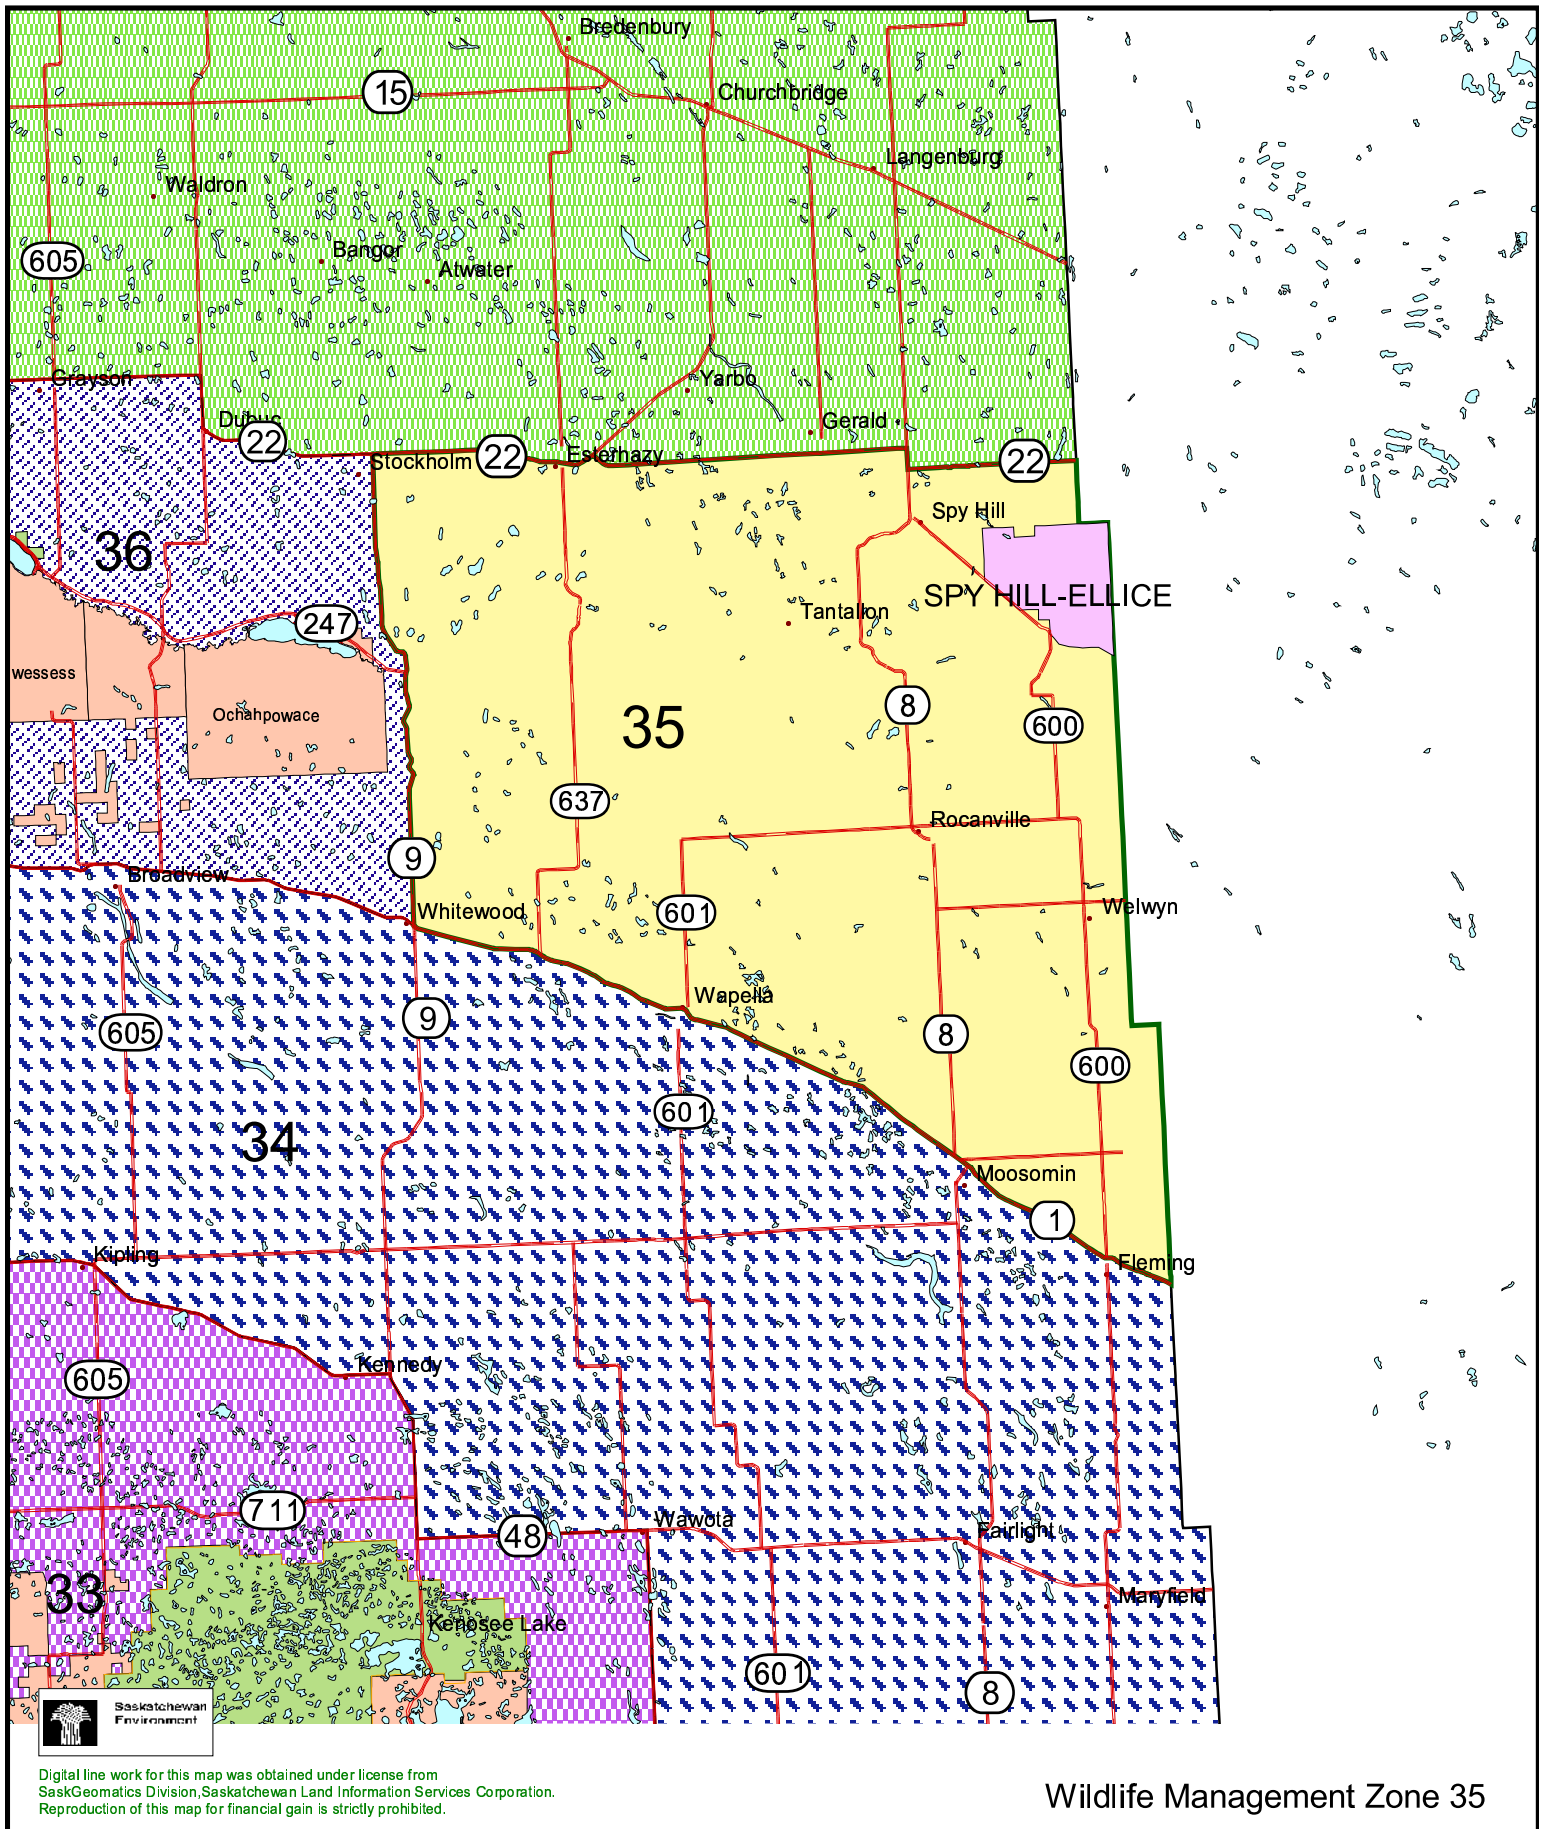 Bredenbury
15
Churchbridge
Langenburg
Waldron
605
Bangor
Atwater
Grayson
Yarbo
Dubuc
22
Gerald
Stockholm
22
Esterhazy
22
Spy Hill
36
SPY HILL-ELLICE
247
Tantallon
wessess
Ochahpowace
35
8
600
637
Rocanville
9
Broadview
Whitewood
601
Welwyn
Wapella
605
9
8
600
601
34
Moosomin
1
Kipling
Fleming
605
Kennedy
711
48
Wawota
Fairlight
33
Maryfield
Kenosee Lake
601
8
Saskatchewan
Environment
Digital line work for this map was obtained under license from
SaskGeomatics Division,Saskatchewan Land Information Services Corporation.
Reproduction of this map for financial gain is strictly prohibited.
Wildlife Management Zone 35